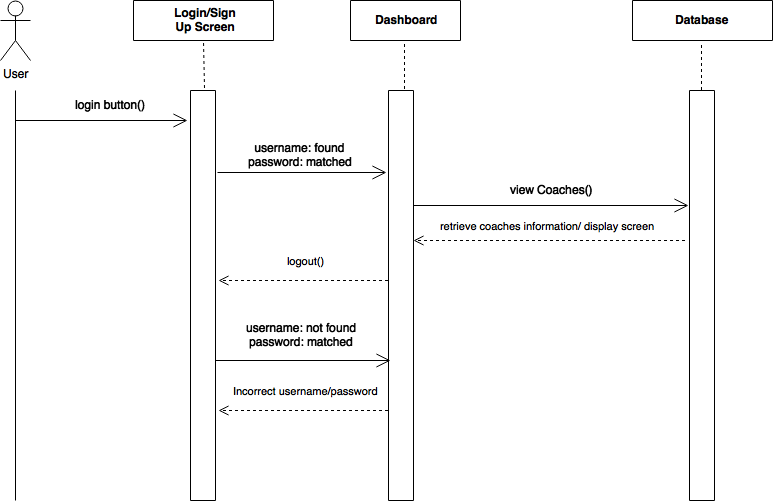 Login/Sign
Up Screen
Dashboard
Database
User
login button()
username: found
password: matched
view Coaches()
retrieve coaches information/ display screen
logout()
username: not found
password: matched
Incorrect username/password